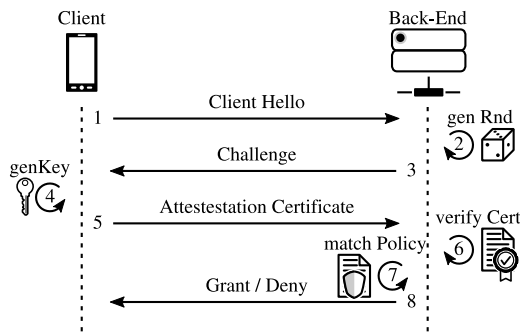 Client
Back-End
1
Client Hello
gen Rnd
2
Challenge
3
genKey
4
5
Attestestation Certificate
verify Cert
6
match Policy
7
Grant / Deny
8